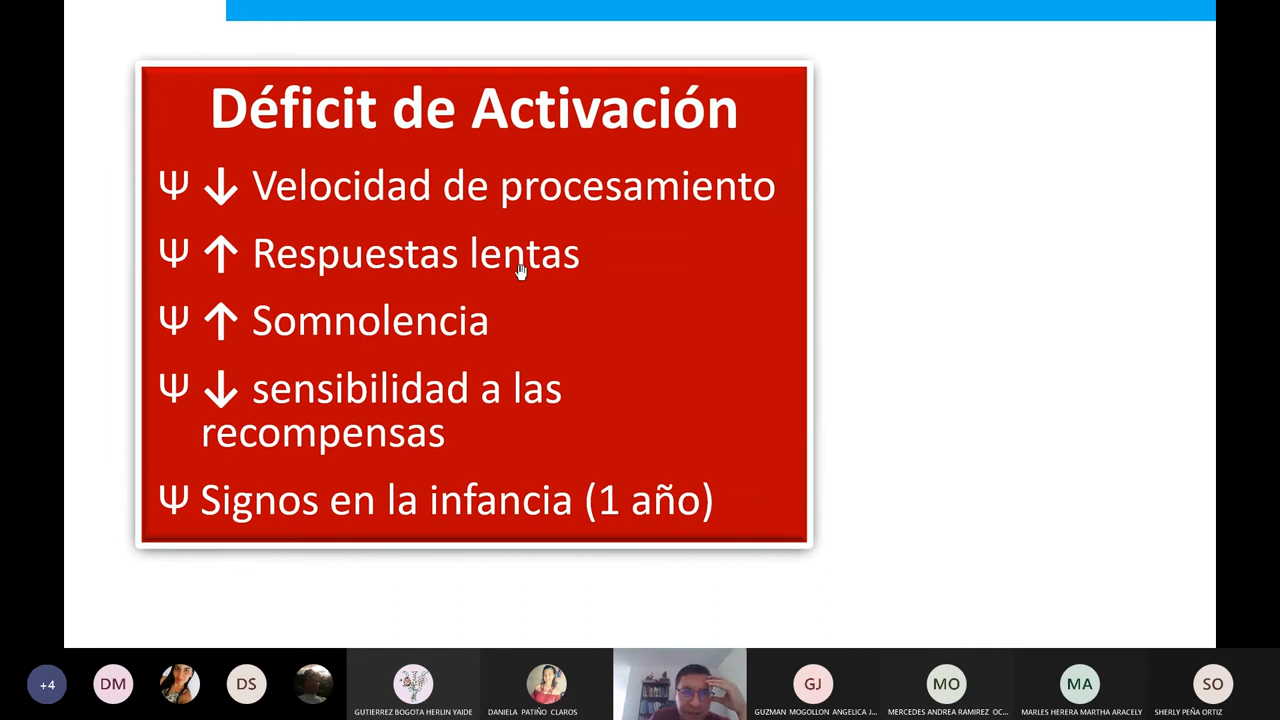 Déficit de Activación
Ψ ↓ Velocidad de procesamiento
Ψ ↑ Respuestas lentas
Ψ ↑ Somnolencia
Ψ ↓ sensibilidad a las
recompensas
Ψ Signos en la infancia (1 año)
+4
DM
DS
GJ
MO
MA
SO
GUTIERREZ BOGOTA HERLIN YAIDE
DANIELA PATIÑO CLAROS
GUZMAN MOGOLLON ANGELICA J...
MERCEDES ANDREA RAMIREZ OC...
MARLES HERERA MARTHA ARACELY
SHERLY PEÑA ORTIZ